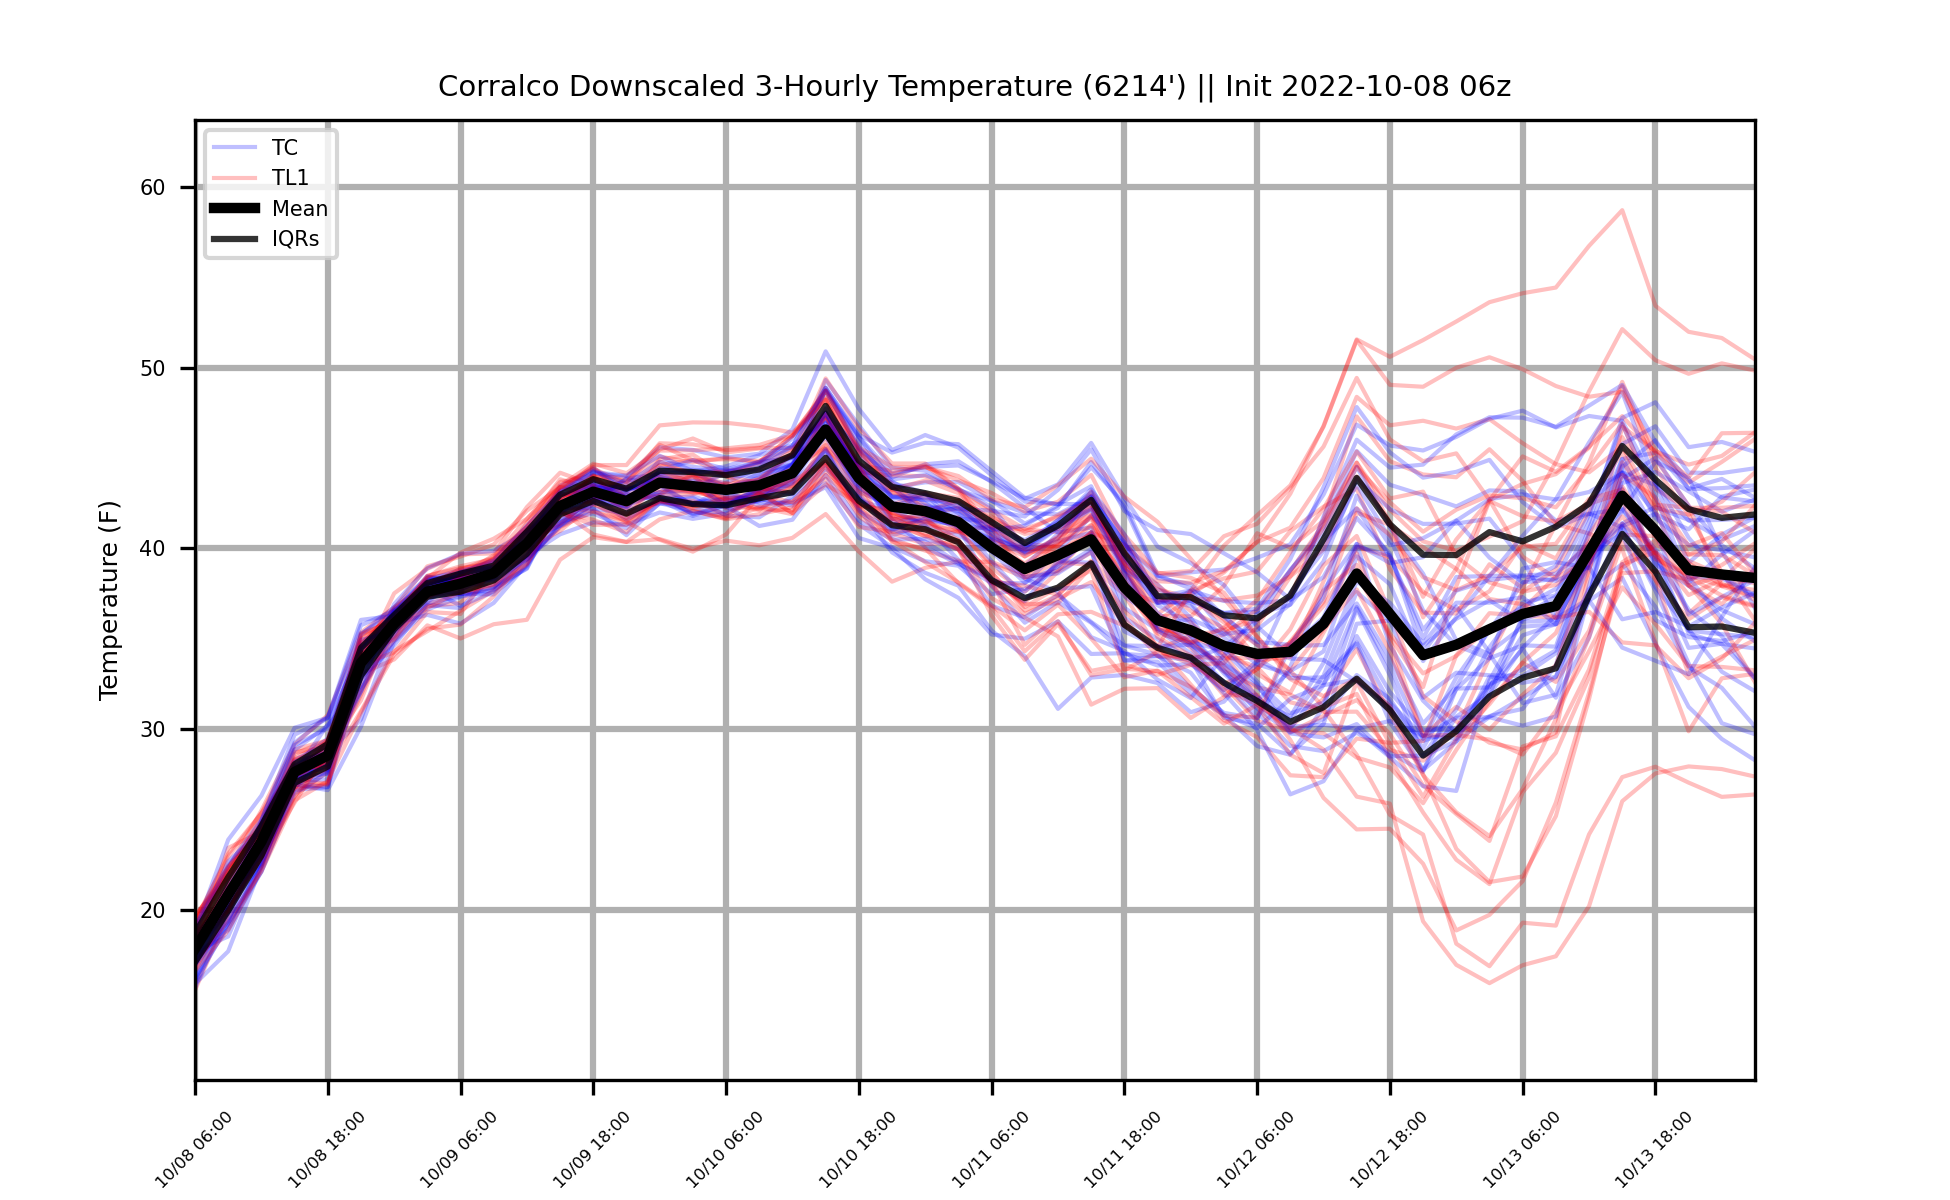 Corralco Downscaled 3-Hourly Temperature (6214') || Init 2022-10-08 06z
TC
TL1
Mean
IQRs
Temperature (F)
60
50
40
30
20
10/08 06:00
10/08 18:00
10/09 06:00
10/09 18:00
10/10 06:00
10/10 18:00
10/11 06:00
10/11 18:00
10/12 06:00
10/12 18:00
10/13 06:00
10/13 18:00